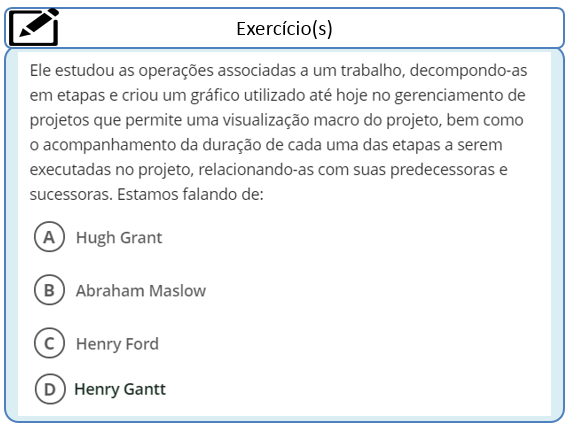 Exercício(s)
Ele estudou as operações associadas a um trabalho, decompondo-as
em etapas e criou um gráfico utilizado até hoje no gerenciamento de
projetos que permite uma visualização macro do projeto, bem como
o acompanhamento da duração de cada uma das etapas a serem
executadas no projeto, relacionando-as com suas predecessoras e
sucessoras. Estamos falando de:
A Hugh Grant
B Abraham Maslow
C Henry Ford
D Henry Gantt